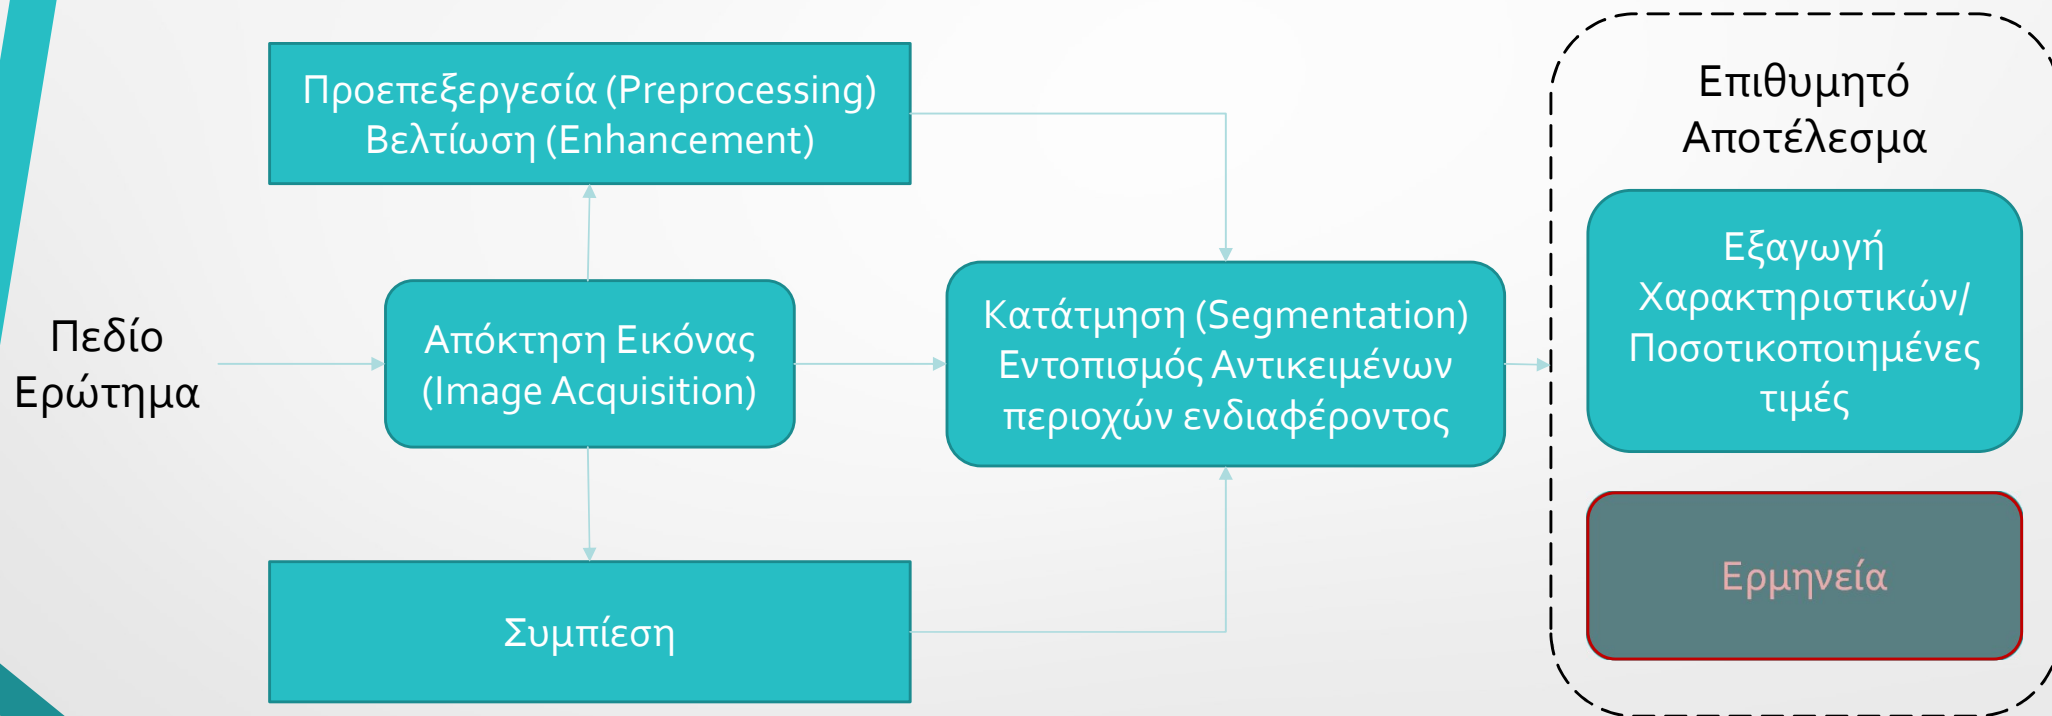 Προεπεξεργεσία (Preprocessing)
Βελτίωση (Enhancement)
Πεδίο
Ερώτημα
Απόκτηση Εικόνας
(Image Acquisition)
Συμπίεση
Κατάτμηση (Segmentation)
Εντοπισμός Αντικειμένων
περιοχών ενδιαφέροντος
Επιθυμητό
Αποτέλεσμα
Εξαγωγή
Χαρακτηριστικών/
Ποσοτικοποιημένες
τιμές
Ερμηνεία